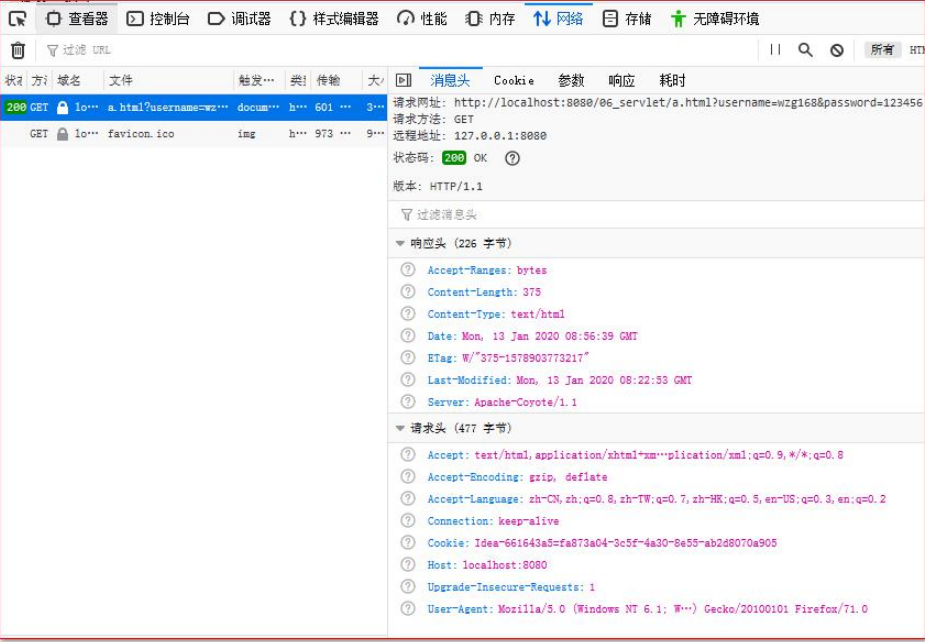 查看器 控制台 调试器 {} 样式编辑器 性能 内存 网络 存储 无障碍环境
过滤 URL
所有 HTM
域名 文件 触发… 传输
消息头 Cookie 参数 响应 耗时
200 GET lo… a.html?username=wz… docum… h… 601 … 3…
GET lo… favicon.ico img h… 973 … 9…
请求网址: http://localhost:8080/06_servlet/a.html?username=wzg168&password=123456
请求方法: GET
远程地址: 127.0.0.1:8080
状态码: 200 OK
版本: HTTP/1.1
过滤消息头
响应头 (226 字节)
Accept-Ranges: bytes
Content-Length: 375
Content-Type: text/html
Date: Mon, 13 Jan 2020 08:56:39 GMT
ETag: W/"375-1578903773217"
Last-Modified: Mon, 13 Jan 2020 08:22:53 GMT
Server: Apache-Coyote/1.1
请求头 (477 字节)
Accept: text/html,application/xhtml+xm…plication/xml;q=0.9,*/*;q=0.8
Accept-Encoding: gzip, deflate
Accept-Language: zh-CN,zh;q=0.8,zh-TW;q=0.7,zh-HK;q=0.5,en-US;q=0.3,en;q=0.2
Connection: keep-alive
Cookie: Idea-661643a5=fa873a04-3c5f-4a30-8e55-ab2d8070a905
Host: localhost:8080
Upgrade-Insecure-Requests: 1
User-Agent: Mozilla/5.0 (Windows NT 6.1; W…) Gecko/20100101 Firefox/71.0